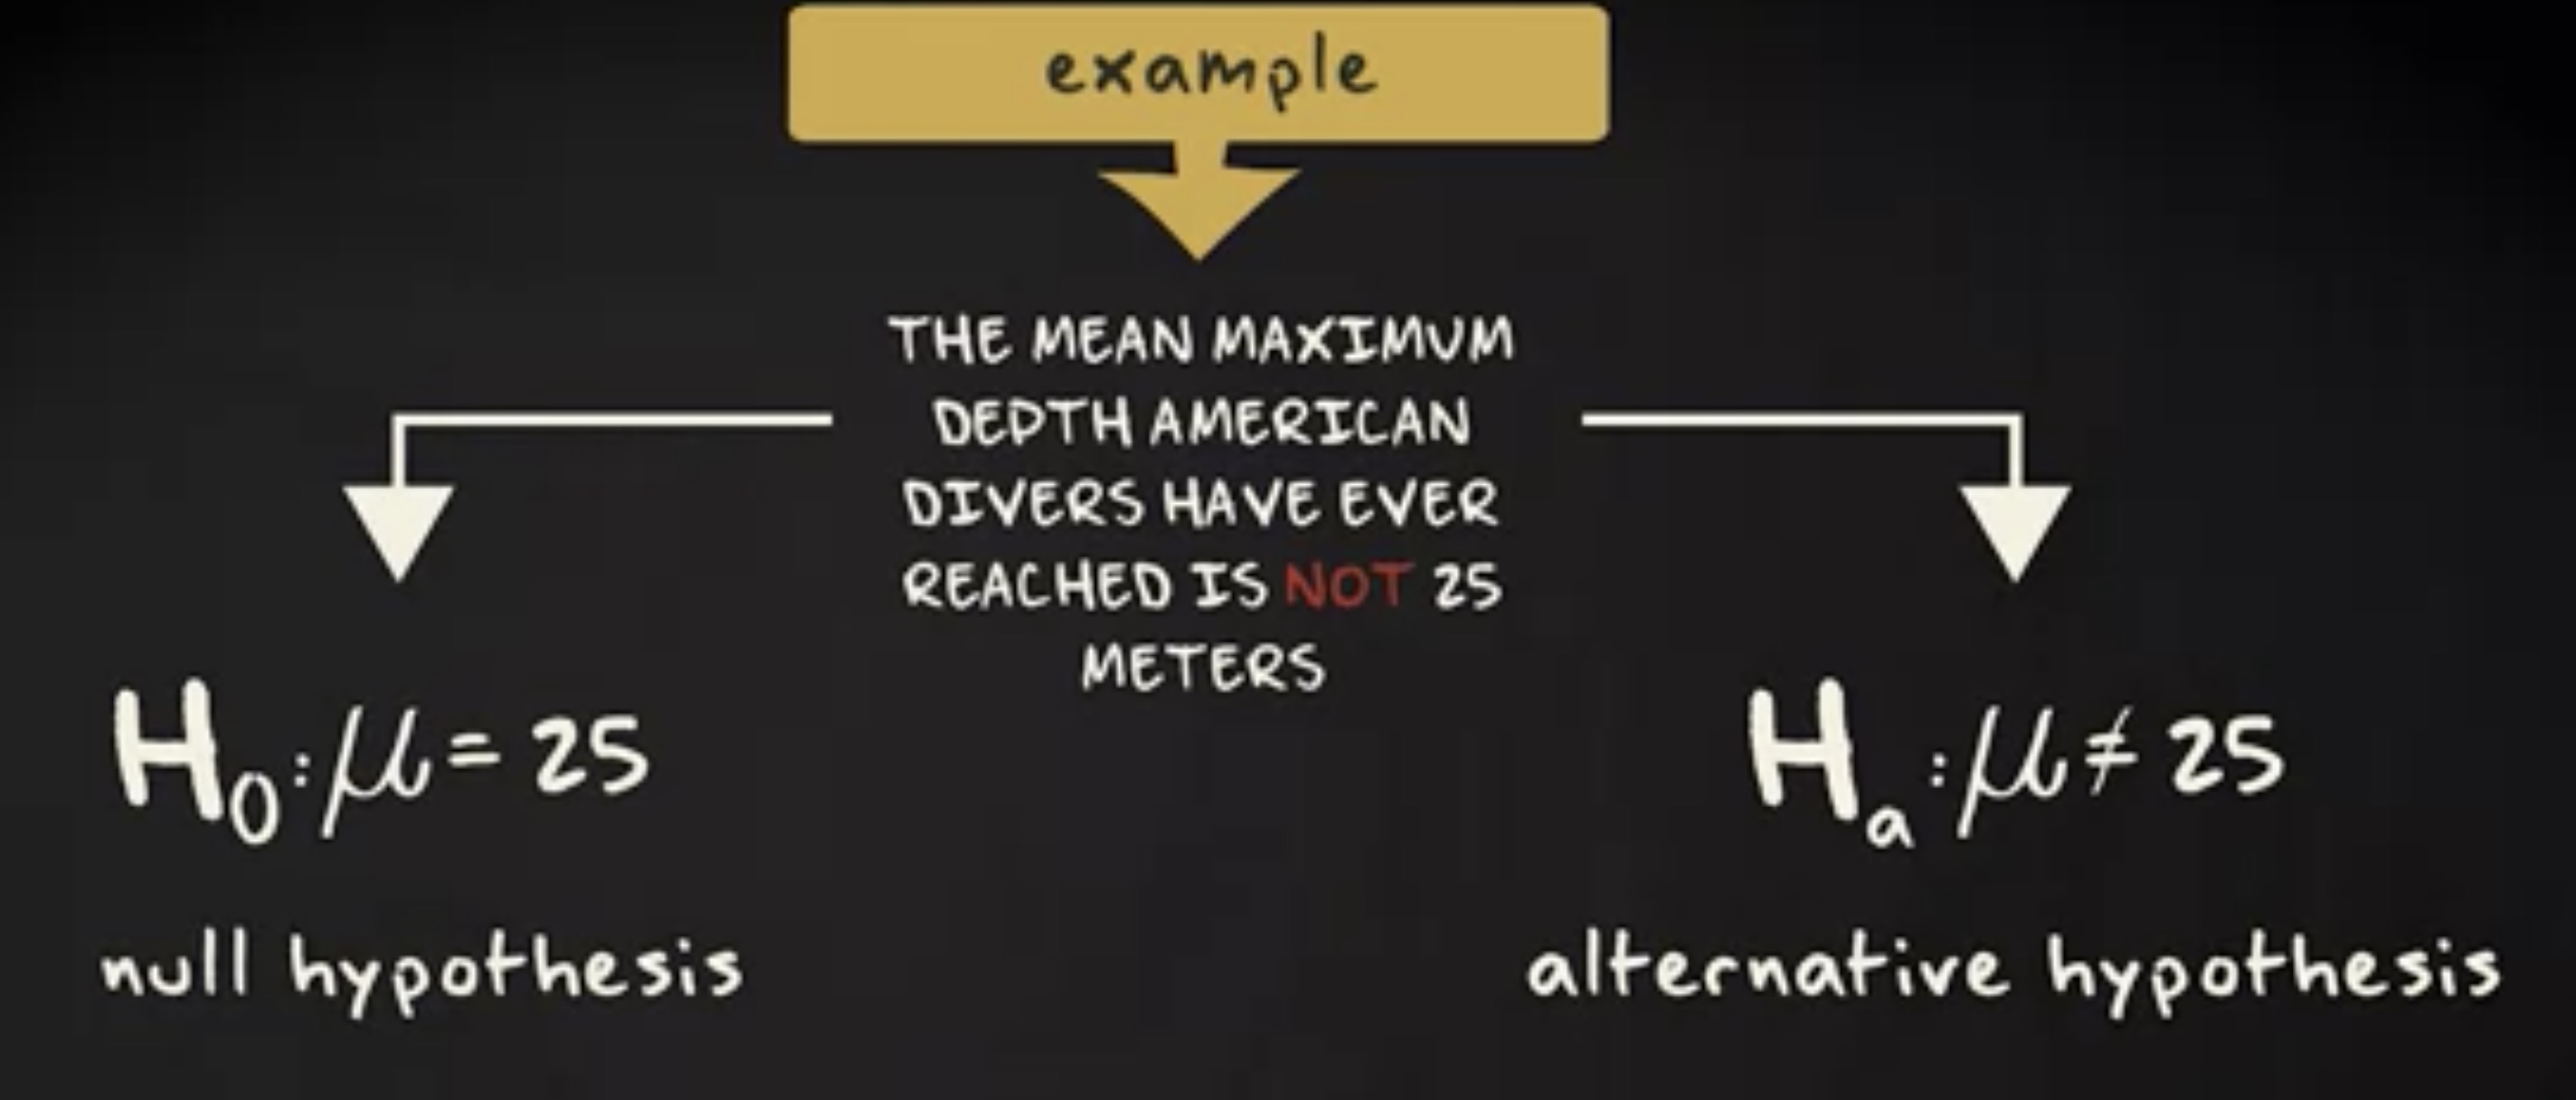 example
THE MEAN MAXIMUM
DEPTH AMERICAN
DIVERS HAVE EVER
REACHED IS NOT 25
METERS
H₀:μ= 25
null hypothesis
Hₐ:μ≠ 25
alternative hypothesis